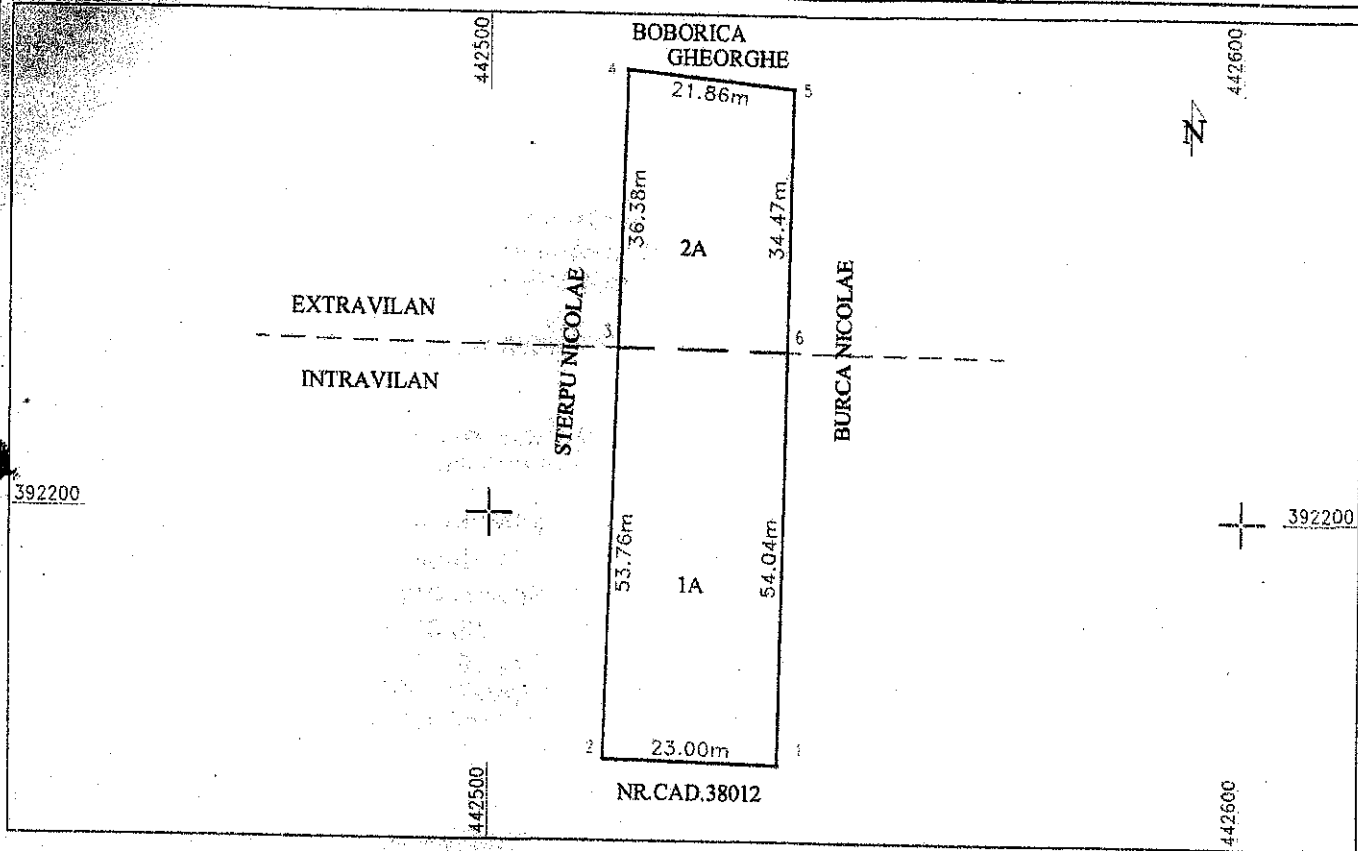 442500
BOBORICA
GHEORGHE
442600
4
21.86m
5
N
36.38m
34.47m
2A
EXTRAVILAN
STERPU NICOLAE
BURCA NICOLAE
3
6
INTRAVILAN
392200
392200
53.76m
54.04m
1A
2
23.00m
1
442500
NR.CAD.38012
442600